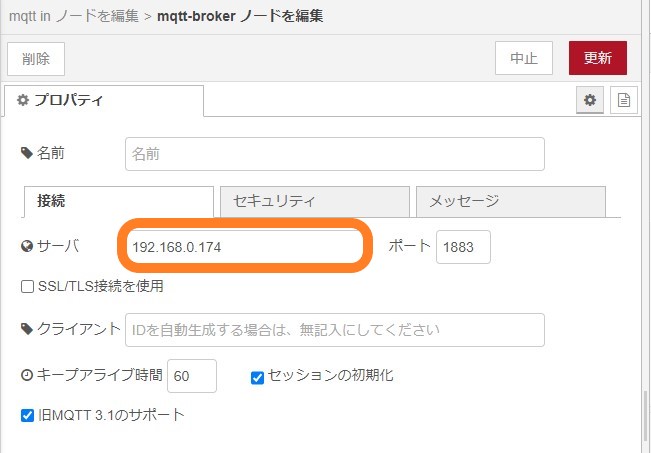 mqtt in ノードを編集 > mqtt-broker ノードを編集
削除 中止 更新
プロパティ
名前 名前
接続 セキュリティ メッセージ
サーバ 192.168.0.174 ポート 1883
SSL/TLS接続を使用
クライアント IDを自動生成する場合は、無記入にしてください
キープアライブ時間 60 セッションの初期化
旧MQTT 3.1のサポート